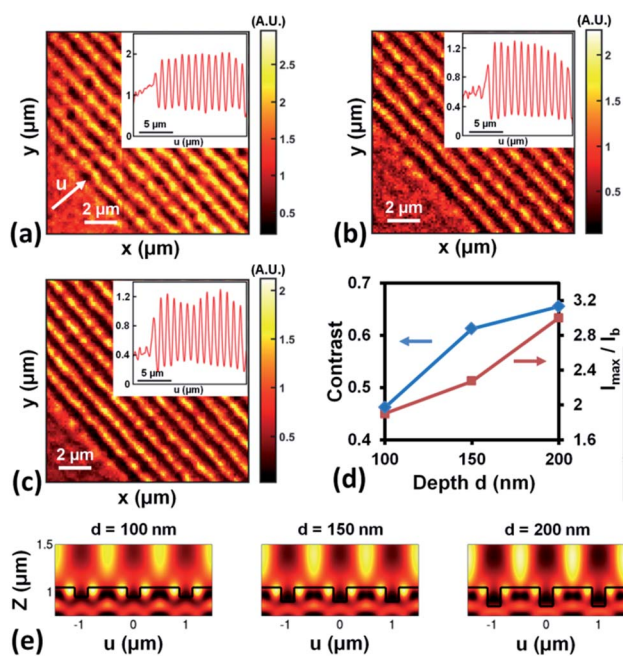 (A.U.) (A.U.)
2 1 0
5 μm
u (μm)
2.5
2
1.5
1
0.5
y (μm)
u
2 μm
x (μm)
(a)
1.2
0.8
0.4
0
5 μm
u (μm)
2
1.5
1
0.5
y (μm)
2 μm
x (μm)
(b)
(A.U.)
1.2
0.8
0.4
0
5 μm
u (μm)
2
1.5
1
0.5
y (μm)
2 μm
x (μm)
(c)
0.7
0.6
0.5
0.4
Contrast
3.2
2.8
2.4
2
1.6
I max / I b
100 150 200
Depth d (nm)
(d)
d = 100 nm d = 150 nm d = 200 nm
1.5
1
Z (μm)
-1 0 1 -1 0 1 -1 0 1
u (μm) u (μm) u (μm)
(e)